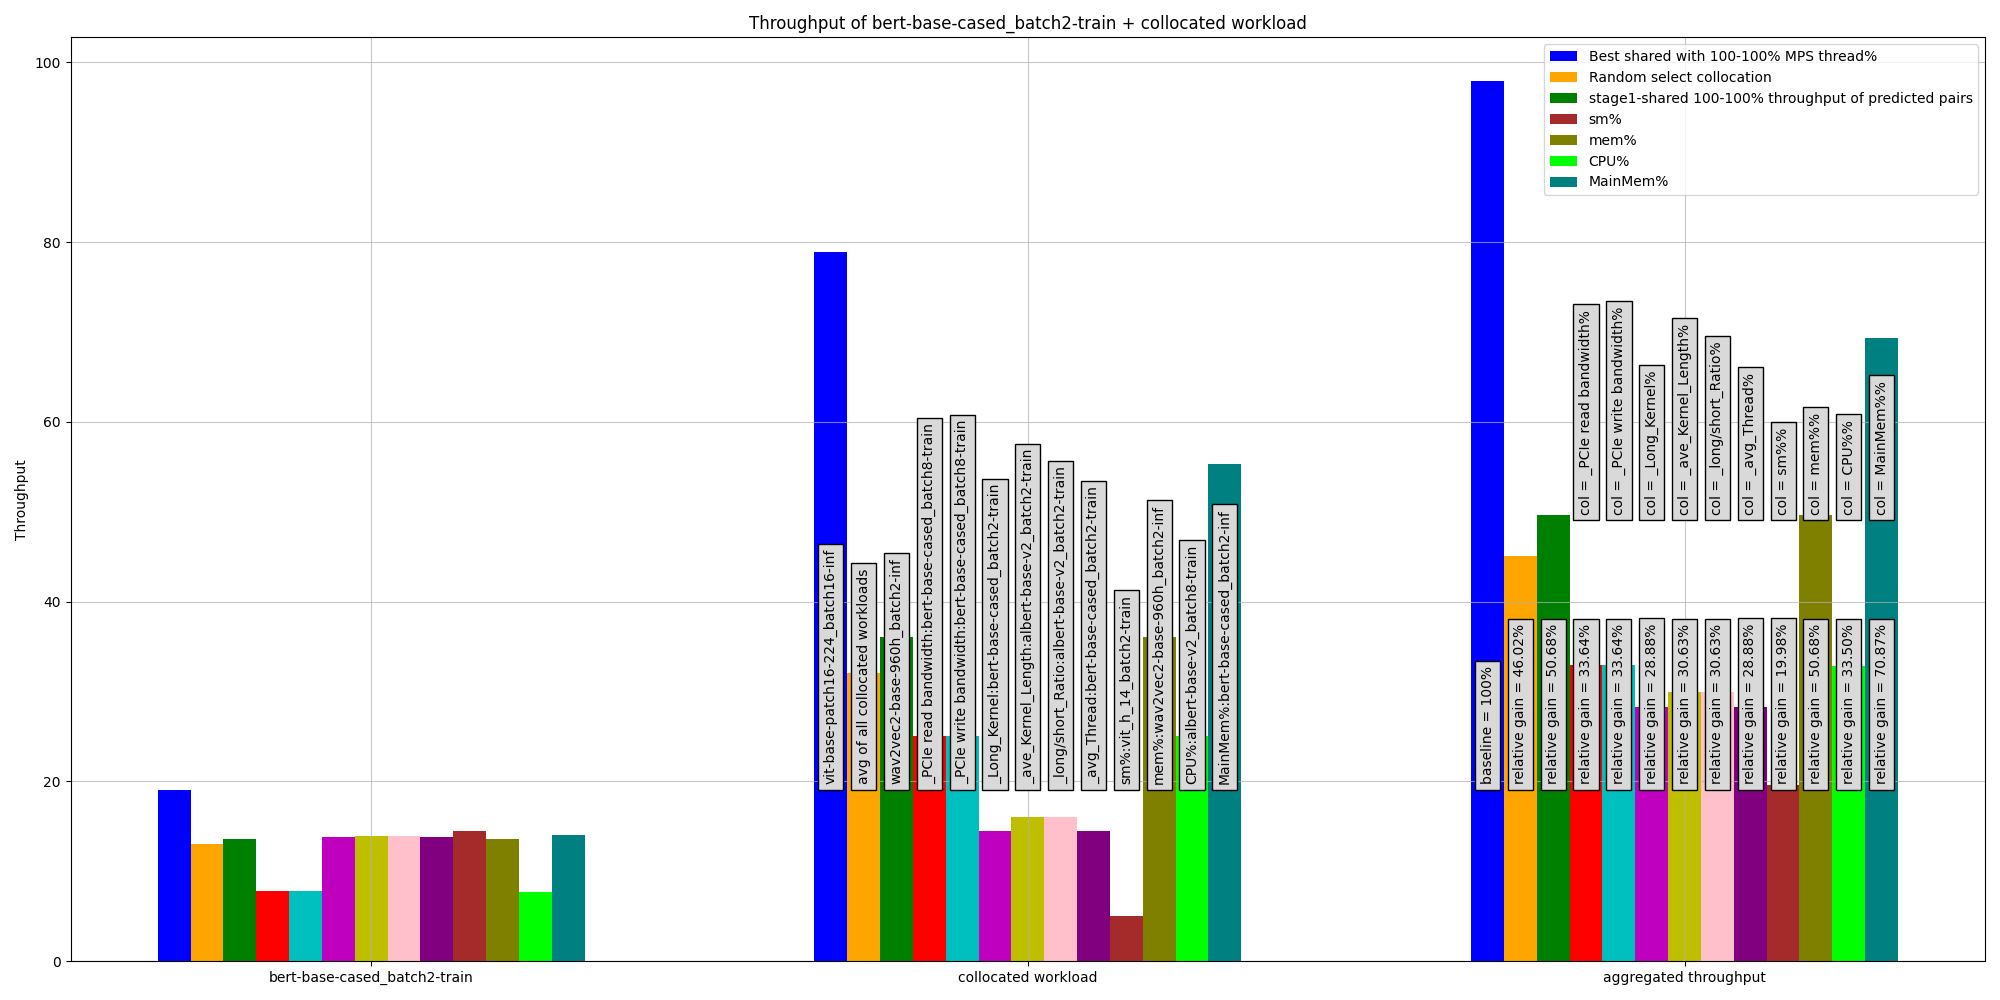 Throughput of bert-base-cased_batch2-train + collocated workload
Throughput
100
80
60
40
20
0
Best shared with 100-100% MPS thread%
Random select collocation
stage1-shared 100-100% throughput of predicted pairs
sm%
mem%
CPU%
MainMem%
vit-base-patch16-224_batch16-inf
avg of all collocated workloads
wav2vec2-base-960h_batch2-inf
_PCIe read bandwidth:bert-base-cased_batch8-train
_PCIe write bandwidth:bert-base-cased_batch8-train
_Long_Kernel:bert-base-cased_batch2-train
_ave_Kernel_Length:albert-base-v2_batch2-train
_long/short_Ratio:albert-base-v2_batch2-train
_avg_Thread:bert-base-cased_batch2-train
sm%:vit_h_14_batch2-train
mem%:wav2vec2-base-960h_batch2-inf
CPU%:albert-base-v2_batch8-train
MainMem%:bert-base-cased_batch2-inf
col = _PCIe read bandwidth%
col = _PCIe write bandwidth%
col = _Long_Kernel%
col = _ave_Kernel_Length%
col = _long/short_Ratio%
col = _avg_Thread%
col = sm%%
col = mem%%
col = CPU%%
col = MainMem%%
baseline = 100%
relative gain = 46.02%
relative gain = 50.68%
relative gain = 33.64%
relative gain = 33.64%
relative gain = 28.88%
relative gain = 30.63%
relative gain = 30.63%
relative gain = 28.88%
relative gain = 19.98%
relative gain = 50.68%
relative gain = 33.50%
relative gain = 70.87%
bert-base-cased_batch2-train
collocated workload
aggregated throughput